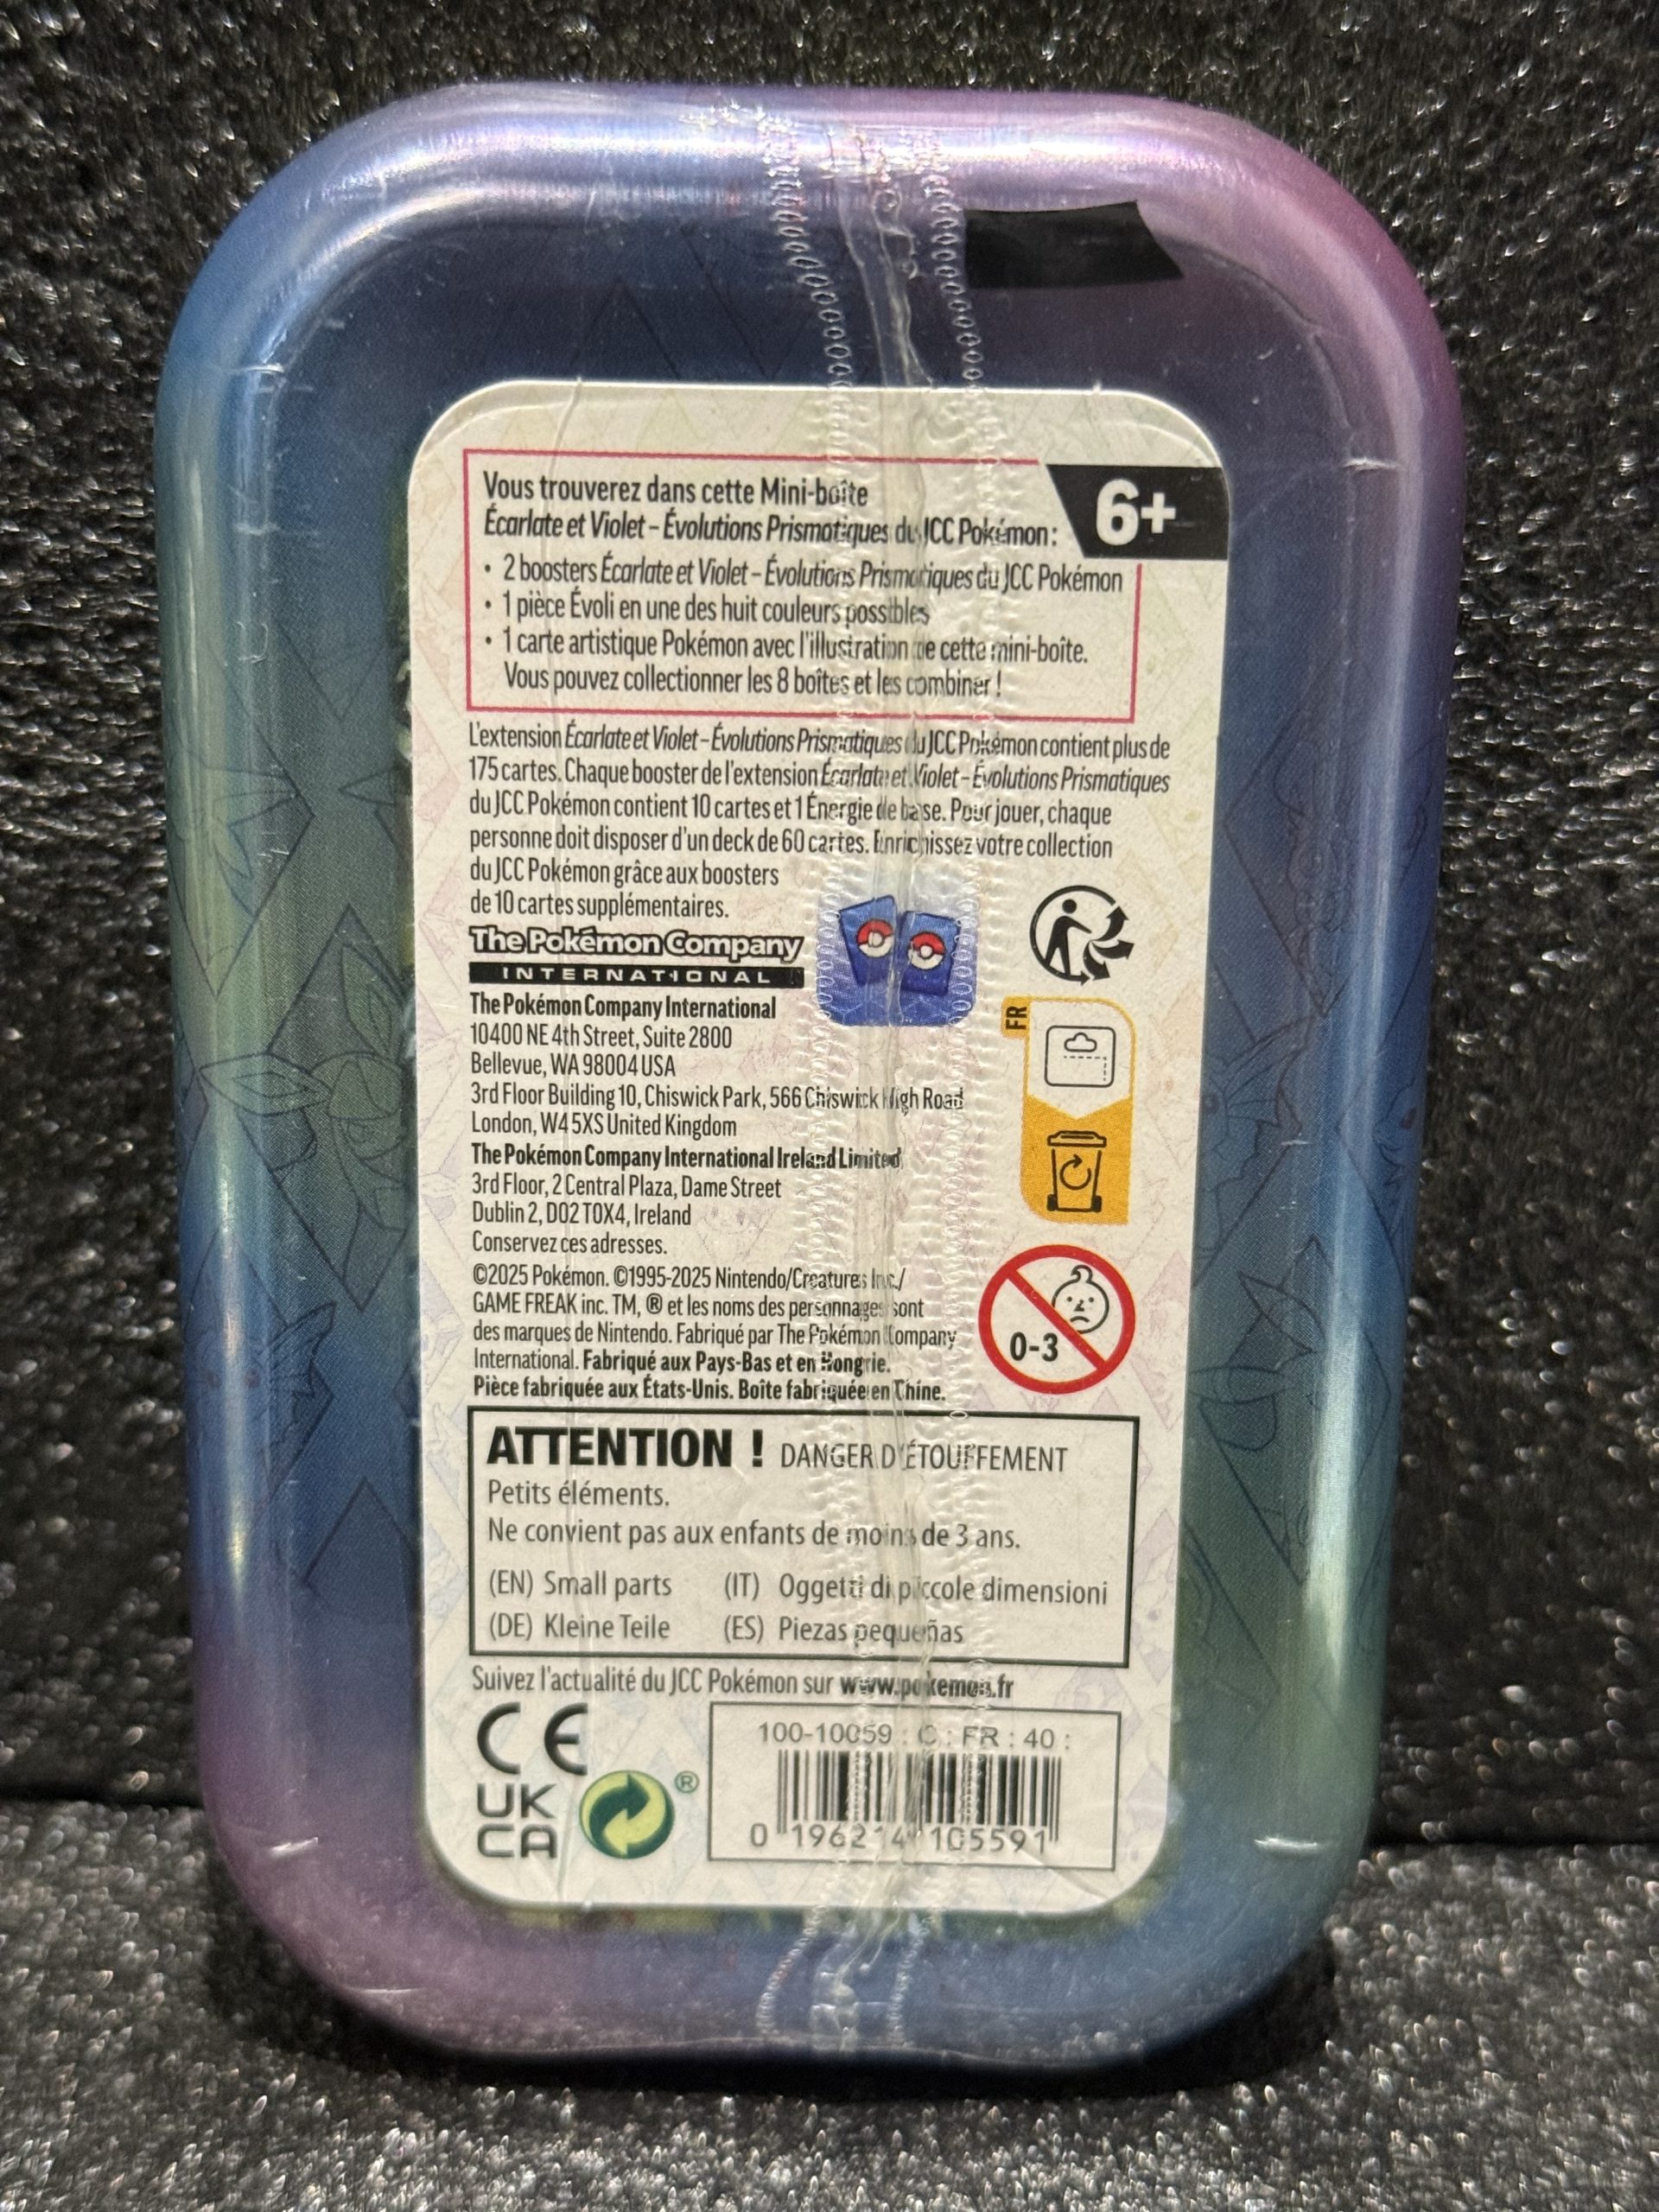 Vous trouverez dans cette Mini-boîte
Écarlate et Violet – Évolutions Prismatiques du JCC Pokémon :
6+
• 2 boosters Écarlate et Violet – Évolutions Prismatiques du JCC Pokémon
• 1 pièce Évoli en une des huit couleurs possibles
• 1 carte artistique Pokémon avec l'illustration de cette mini-boîte.
Vous pouvez collectionner les 8 boîtes et les combiner !
L'extension Écarlate et Violet – Évolutions Prismatiques du JCC Pokémon contient plus de
175 cartes. Chaque booster de l'extension Écarlate et Violet – Évolutions Prismatiques
du JCC Pokémon contient 10 cartes et 1 Énergie de base. Pour jouer, chaque
personne doit disposer d'un deck de 60 cartes. Enrichissez votre collection
du JCC Pokémon grâce aux boosters
de 10 cartes supplémentaires.
The Pokémon Company
INTERNATIONAL
The Pokémon Company International
10400 NE 4th Street, Suite 2800
Bellevue, WA 98004 USA
3rd Floor Building 10, Chiswick Park, 566 Chiswick High Road
London, W4 5XS United Kingdom
The Pokémon Company International Ireland Limited
3rd Floor, 2 Central Plaza, Dame Street
Dublin 2, D02 T0X4, Ireland
Conservez ces adresses.
FR
©2025 Pokémon. ©1995-2025 Nintendo/Creatures Inc./
GAME FREAK inc. TM, ® et les noms des personnages sont
des marques de Nintendo. Fabriqué par The Pokémon Company
International. Fabriqué aux Pays-Bas et en Hongrie.
Pièce fabriquée aux États-Unis. Boîte fabriquée en Chine.
0-3
ATTENTION ! DANGER D'ÉTOUFFEMENT
Petits éléments.
Ne convient pas aux enfants de moins de 3 ans.
(EN) Small parts (IT) Oggetti di piccole dimensioni
(DE) Kleine Teile (ES) Piezas pequeñas
Suivez l'actualité du JCC Pokémon sur www.pokemon.fr
CE
UK
CA
®
100-10059 : C : FR : 40 :
0 196214 105591